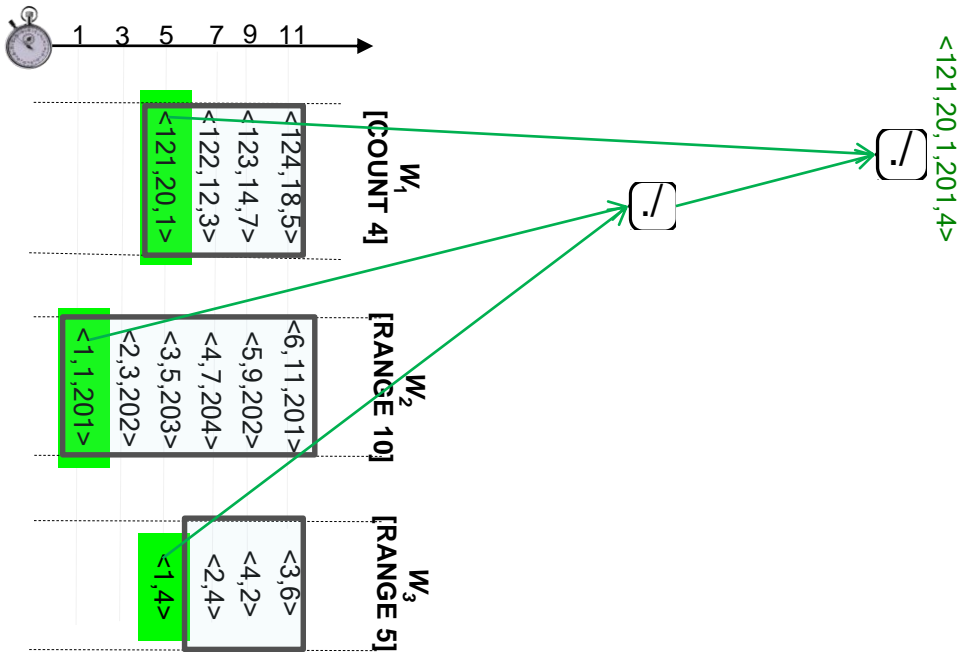 1 3 5 7 9 11
W1
[COUNT 4]
<121,20,1>
<122,12,3>
<123,14,7>
<124,18,5>
W2
[RANGE 10]
<1,1,201>
<2,3,202>
<3,5,203>
<4,7,204>
<5,9,202>
<6,11,201>
W3
[RANGE 5]
<1,4>
<2,4>
<4,2>
<3,6>
./
./
<121,20,1,201,4>